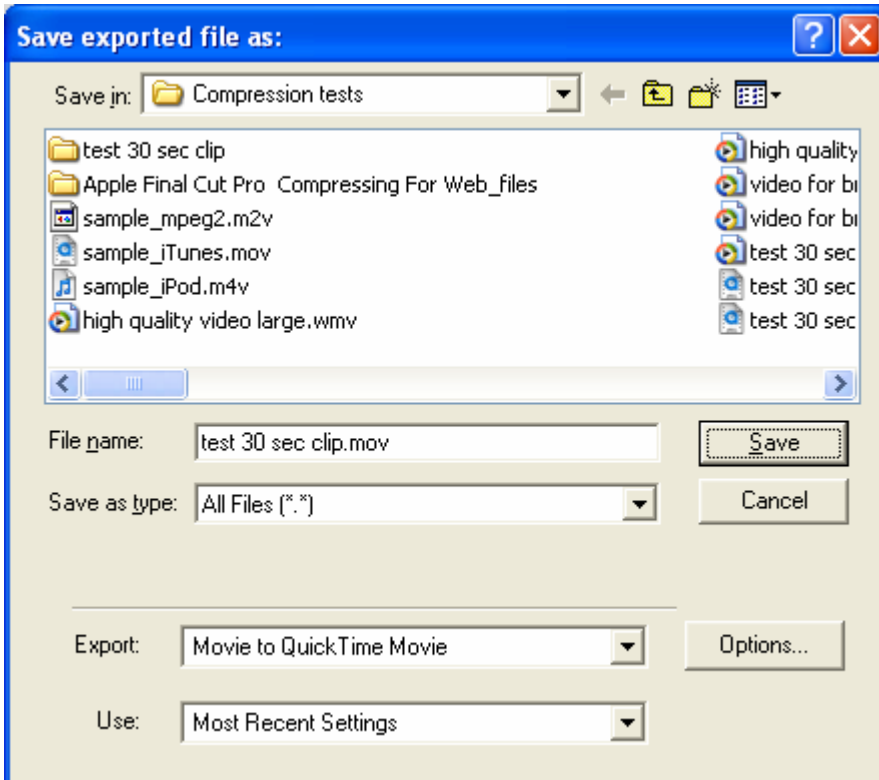 Save exported file as:
Save in: Compression tests
test 30 sec clip
Apple Final Cut Pro  Compressing For Web_files
sample_mpeg2.m2v
sample_iTunes.mov
sample_iPod.m4v
high quality video large.wmv
high quality
video for
video for
test 30 sec
test 30 sec
test 30 sec
File name: test 30 sec clip.mov
Save
Save as type: All Files (*.*)
Cancel
Export: Movie to QuickTime Movie
Options...
Use: Most Recent Settings